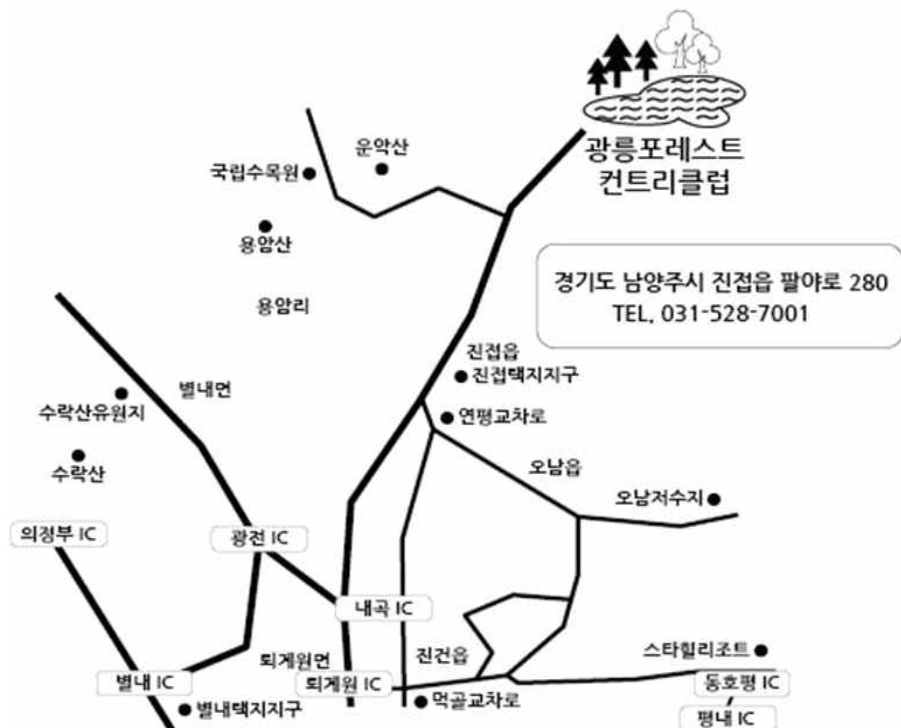 광릉포레스트
컨트리클럽
운악산
국립수목원
용암산
용암리
경기도 남양주시 진접읍 팔야로 280
TEL. 031-528-7001
진접읍
진접택지지구
별내면
수락산유원지
연평교차로
수락산
오남읍
오남저수지
의정부 IC
광전 IC
내곡 IC
퇴계원면
진건읍
스타힐리조트
별내 IC
퇴계원 IC
동호평 IC
별내택지지구
먹골교차로
평내 IC